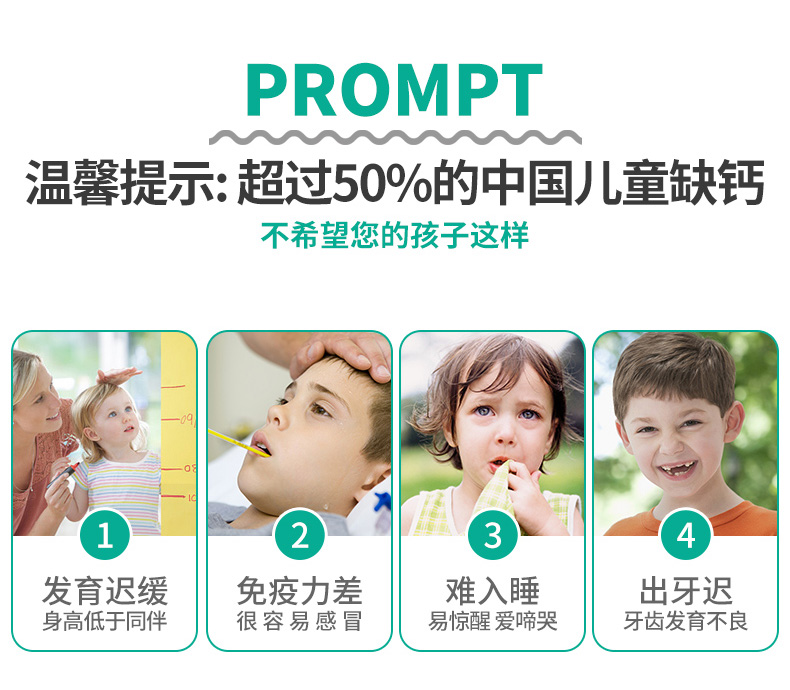 PROMPT
温馨提示: 超过50%的中国儿童缺钙
不希望您的孩子这样
1
发育迟缓
身高低于同伴
2
免疫力差
很容易感冒
3
难入睡
易惊醒 爱啼哭
4
出牙迟
牙齿发育不良